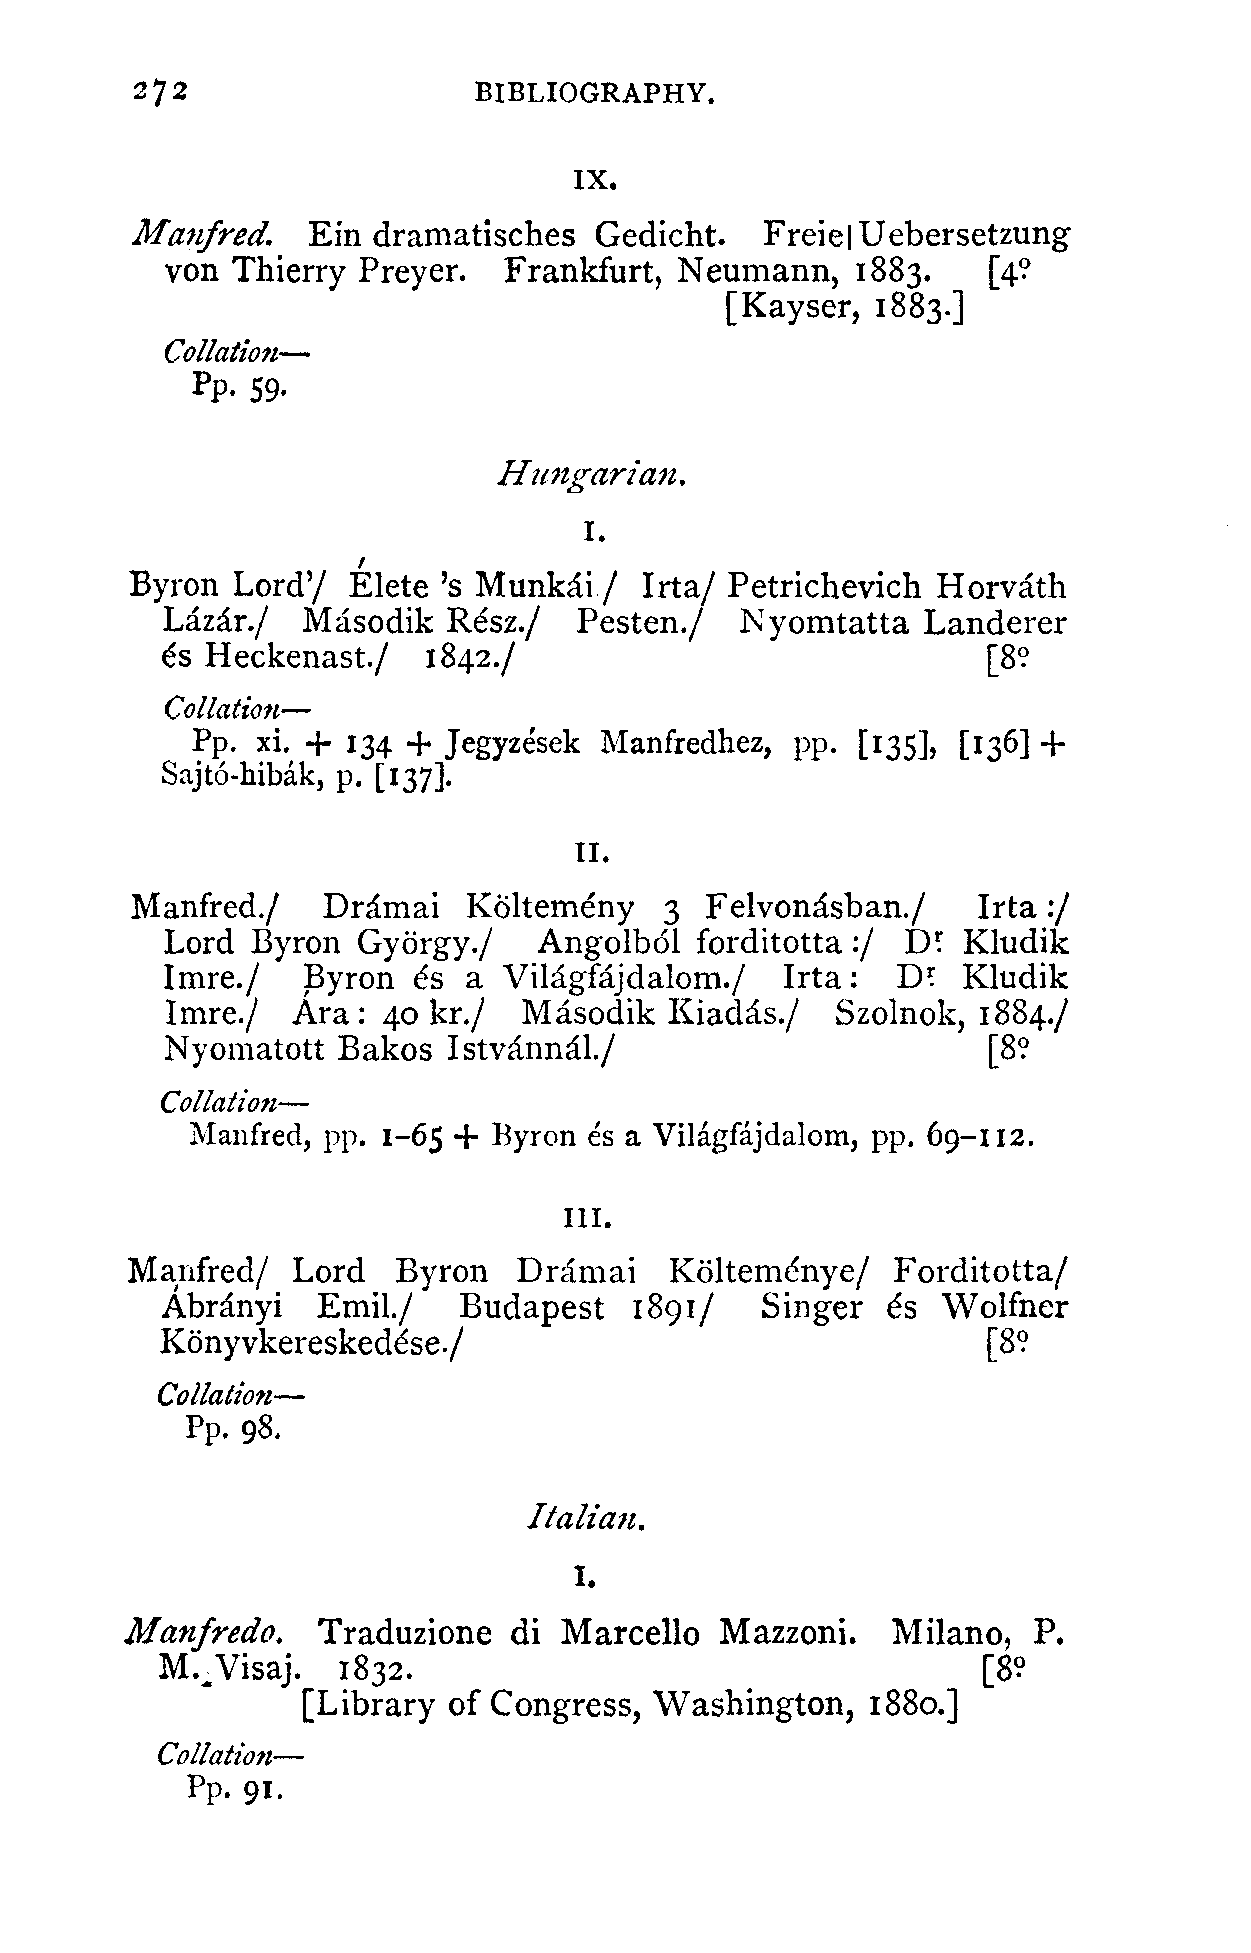 272 BIBLIOGRAPHY.
IX.
Manfred. Ein dramatisches Gedicht. Freie|Uebersetzung
von Thierry Preyer. Frankfurt, Neumann, 1883. [4º
[Kayser, 1883.]
Collation—
Pp. 59.
Hungarian.
I.
Byron Lord'/ Élete 's Munkái/ Irta/ Petrichevich Horváth
Lázár./ Második Rész./ Pesten./ Nyomtatta Landerer
és Heckenast./ 1842./ [8º
Collation—
Pp. xi. + 134 + Jegyzések Manfredhez, pp. [135], [136] +
Sajtó-hibák, p. [137].
II.
Manfred./ Drámai Költemény 3 Felvonásban./ Irta:/
Lord Byron György./ Angolból forditotta:/ Dr. Kludik
Imre./ Byron és a Világfájdalom./ Irta: Dr. Kludik
Imre./ Ára: 40 kr./ Második Kiadás./ Szolnok, 1884./
Nyomatott Bakos Istvánnál./ [8º
Collation—
Manfred, pp. 1–65 + Byron és a Világfájdalom, pp. 69–112.
III.
Manfred/ Lord Byron Drámai Költeménye/ Forditotta/
Ábrányi Emil./ Budapest 1891/ Singer és Wolfner
Könyvkereskedése./ [8º
Collation—
Pp. 98.
Italian.
I.
Manfredo. Traduzione di Marcello Mazzoni. Milano, P.
M. Visaj. 1832. [8º
[Library of Congress, Washington, 1880.]
Collation—
Pp. 91.